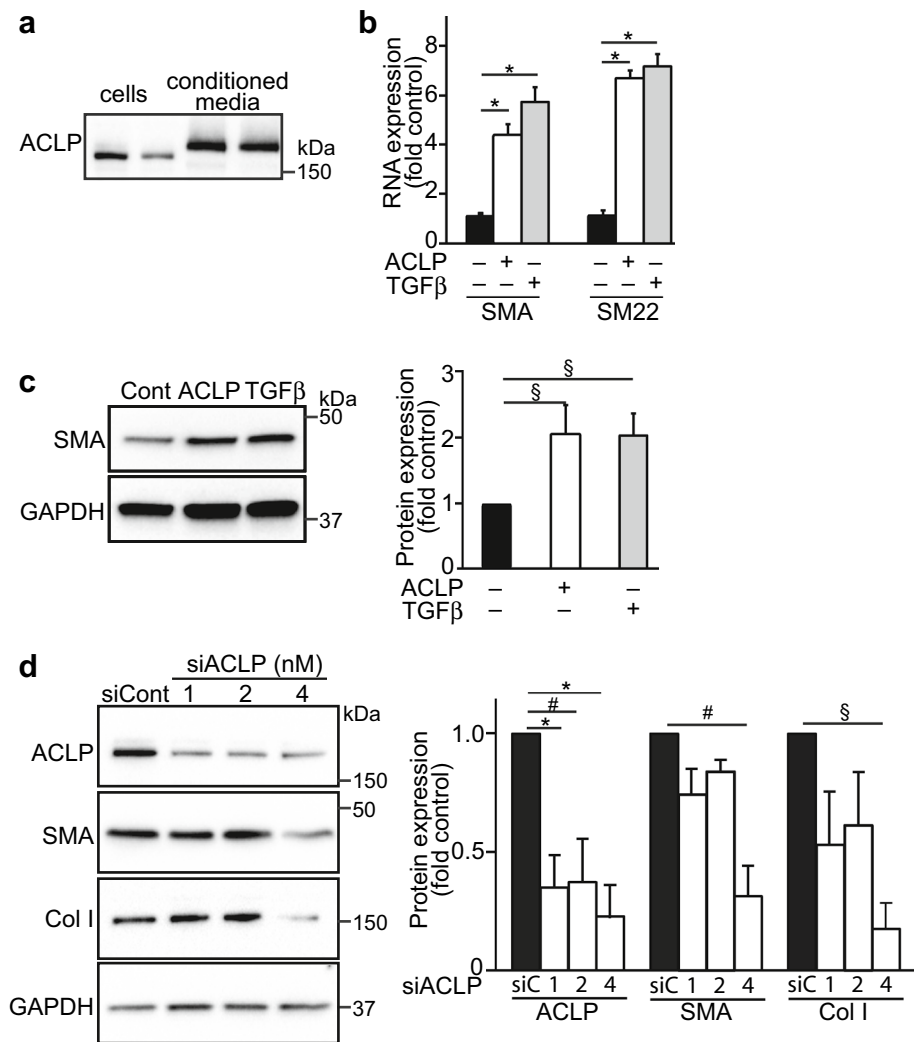 a
cells
conditioned
media
ACLP
kDa
150
b
RNA expression
(fold control)
8
6
4
2
0
*
*
*
*
ACLP – + – – + –
TGFβ – – + – – +
SMA SM22
c
Cont ACLP TGFβ
kDa
50
SMA
GAPDH
37
Protein expression
(fold control)
3
2
1
0
§
§
ACLP – + –
TGFβ – – +
d
siACLP (nM)
siCont 1 2 4
kDa
ACLP
150
50
SMA
Col I
150
GAPDH
37
Protein expression
(fold control)
1.0
0.5
0
*
#
*
#
§
siACLP siC 1 2 4 siC 1 2 4 siC 1 2 4
ACLP SMA Col I